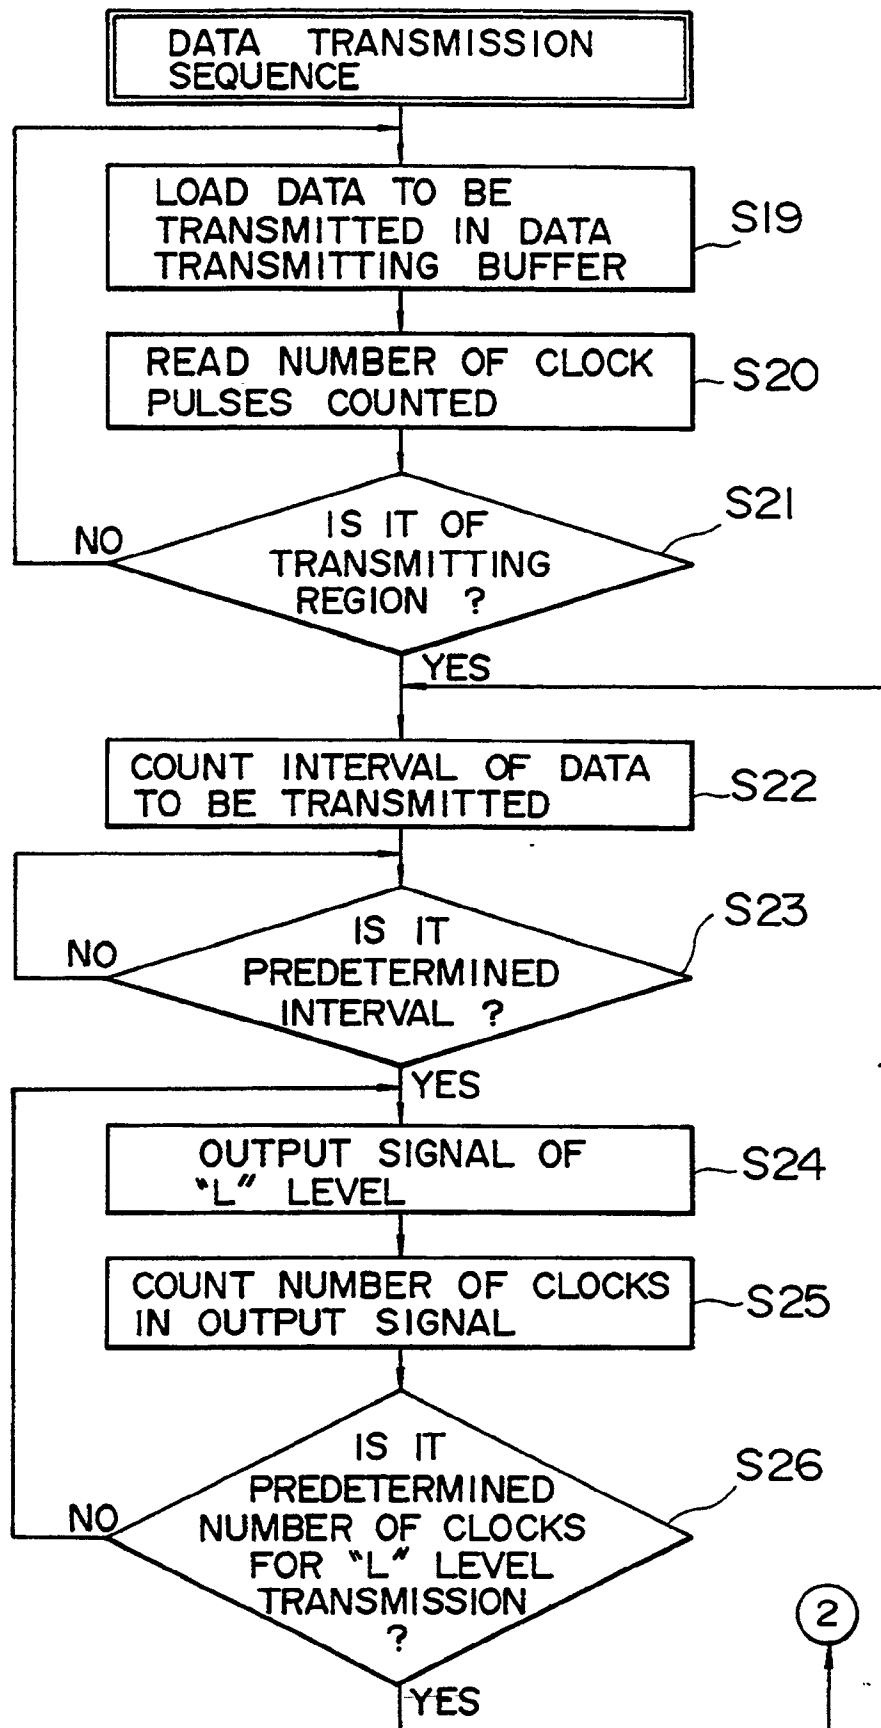 DATA TRANSMISSION
SEQUENCE
LOAD DATA TO BE
TRANSMITTED IN DATA
TRANSMITTING BUFFER
S19
READ NUMBER OF CLOCK
PULSES COUNTED
S20
IS IT OF
TRANSMITTING
REGION ?
S21
NO
YES
COUNT INTERVAL OF DATA
TO BE TRANSMITTED
S22
IS IT
PREDETERMINED
INTERVAL ?
S23
NO
YES
OUTPUT SIGNAL OF
"L" LEVEL
S24
COUNT NUMBER OF CLOCKS
IN OUTPUT SIGNAL
S25
IS IT
PREDETERMINED
NUMBER OF CLOCKS
FOR "L" LEVEL
TRANSMISSION
?
S26
NO
YES
2